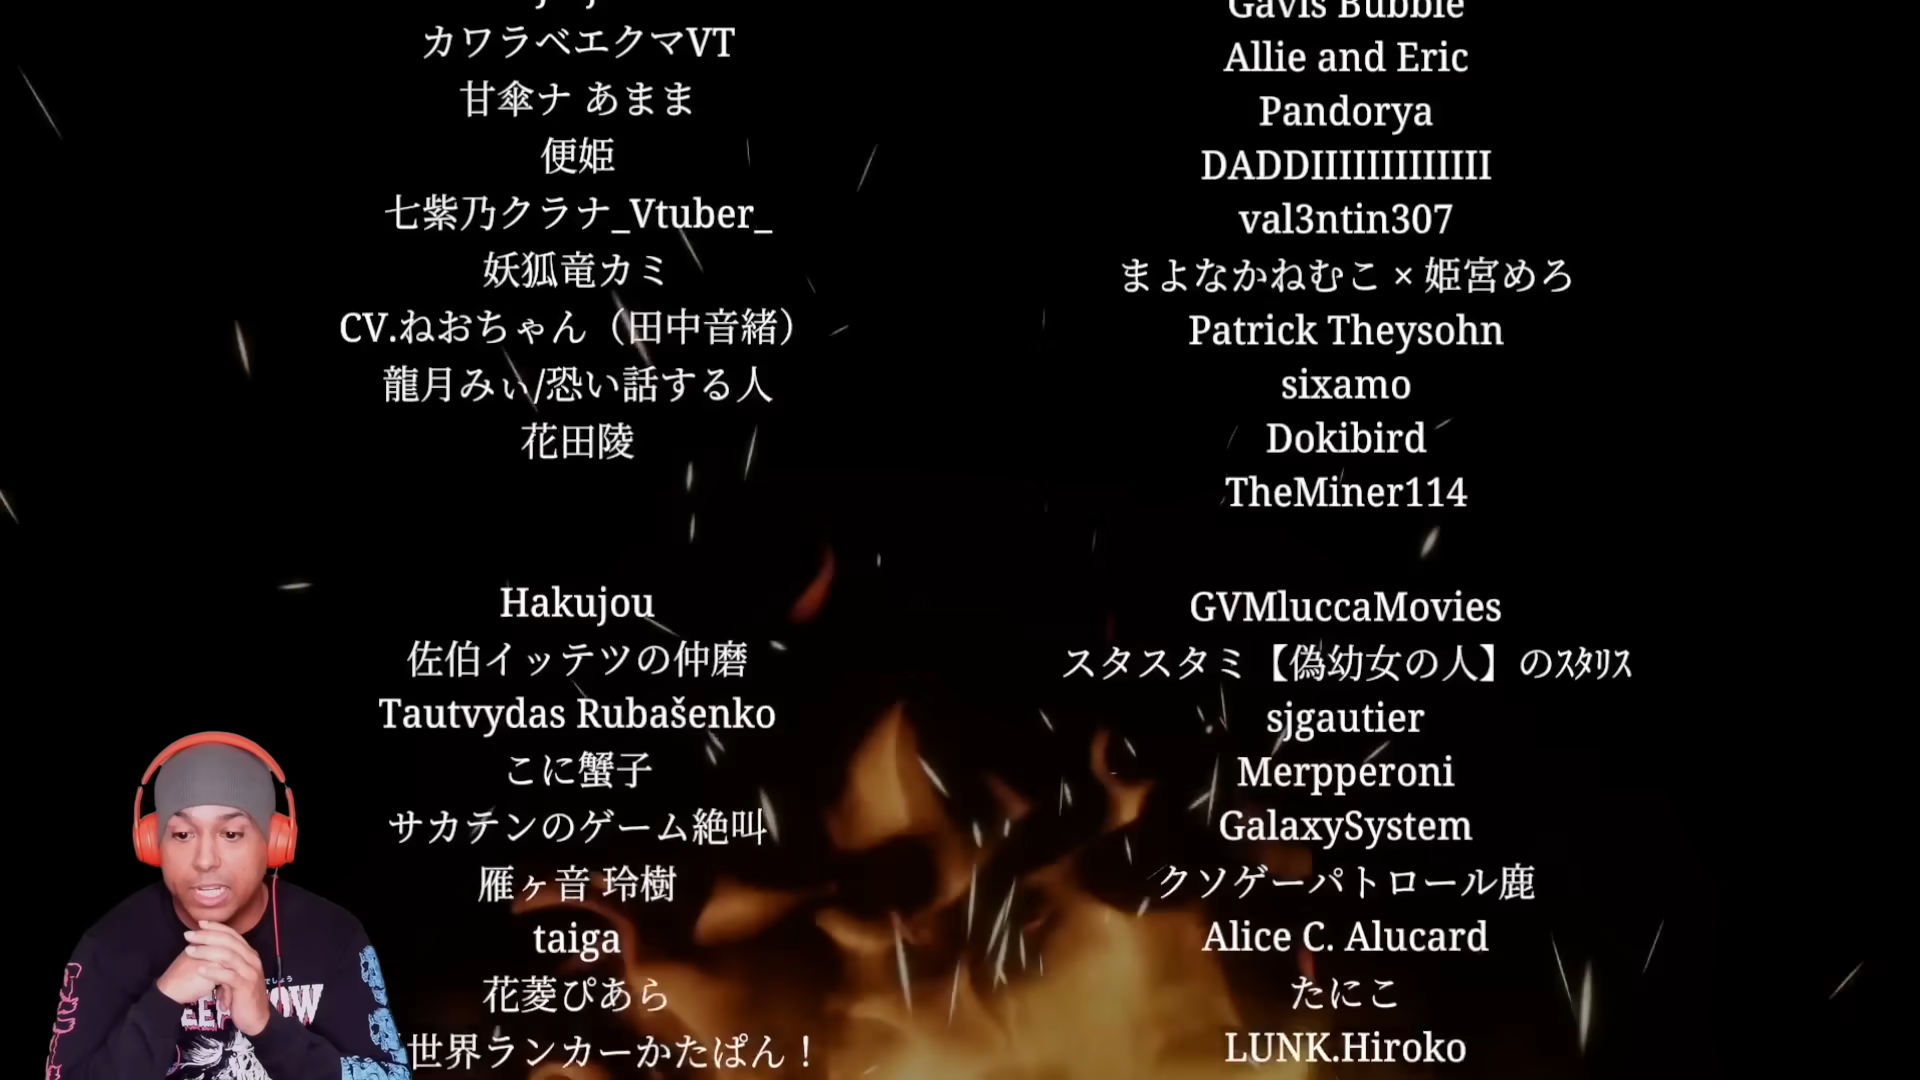 カワラベエクマVT
甘傘ナ あまま
便姫
七紫乃クラナ_Vtuber_
妖狐竜カミ
CV.ねおちゃん（田中音緒）
龍月みぃ/恐い話する人
花田陵
Hakujou
佐伯イッテツの仲磨
Tautvydas Rubašenko
こに蟹子
サカテンのゲーム絶叫
雁ヶ音 玲樹
taiga
花菱ぴあら
世界ランカーかたぱん！
Gavis Bubble
Allie and Eric
Pandorya
DADDIIIIIIIIIIIII
val3ntin307
まよなかねむこ × 姫宮めろ
Patrick Theysohn
sixamo
Dokibird
TheMiner114
GVMluccaMovies
スタスタミ【偽幼女の人】のｽﾀﾘｽ
sjgautier
Merpperoni
GalaxySystem
クソゲーパトロール鹿
Alice C. Alucard
たにこ
LUNK.Hiroko